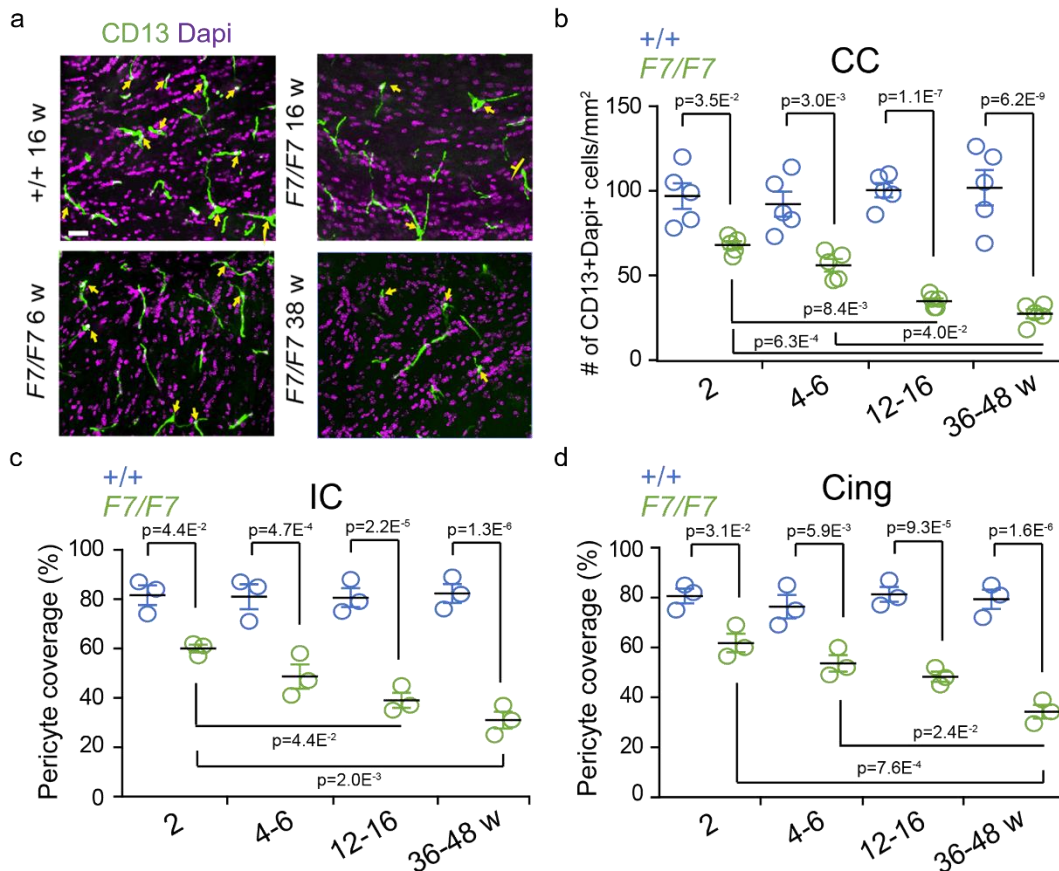 a
CD13 Dapi
+/+ 16 w
F7/F7 16 w
F7/F7 6 w
F7/F7 38 w
b
+/+
F7/F7
CC
# of CD13+Dapi+ cells/mm²
150
100
50
0
p=3.5E⁻²
p=3.0E⁻³
p=1.1E⁻⁷
p=6.2E⁻⁹
p=8.4E⁻³
p=4.0E⁻²
p=6.3E⁻⁴
2
4-6
12-16
36-48 w
c
+/+
F7/F7
IC
Pericyte coverage (%)
100
80
60
40
20
0
p=4.4E⁻²
p=4.7E⁻⁴
p=2.2E⁻⁵
p=1.3E⁻⁶
p=4.4E⁻²
p=2.0E⁻³
2
4-6
12-16
36-48 w
d
+/+
F7/F7
Cing
Pericyte coverage (%)
100
80
60
40
20
0
p=3.1E⁻²
p=5.9E⁻³
p=9.3E⁻⁵
p=1.6E⁻⁶
p=2.4E⁻²
p=7.6E⁻⁴
2
4-6
12-16
36-48 w